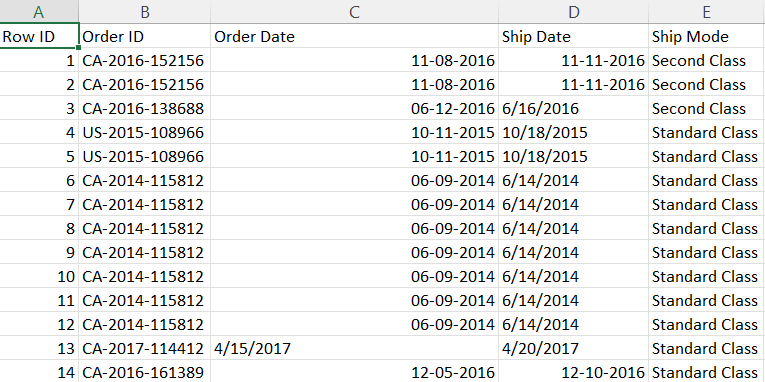 A B C D E
Row ID Order ID Order Date Ship Date Ship Mode
1 CA-2016-152156 11-08-2016 11-11-2016 Second Class
2 CA-2016-152156 11-08-2016 11-11-2016 Second Class
3 CA-2016-138688 06-12-2016 6/16/2016 Second Class
4 US-2015-108966 10-11-2015 10/18/2015 Standard Class
5 US-2015-108966 10-11-2015 10/18/2015 Standard Class
6 CA-2014-115812 06-09-2014 6/14/2014 Standard Class
7 CA-2014-115812 06-09-2014 6/14/2014 Standard Class
8 CA-2014-115812 06-09-2014 6/14/2014 Standard Class
9 CA-2014-115812 06-09-2014 6/14/2014 Standard Class
10 CA-2014-115812 06-09-2014 6/14/2014 Standard Class
11 CA-2014-115812 06-09-2014 6/14/2014 Standard Class
12 CA-2014-115812 06-09-2014 6/14/2014 Standard Class
13 CA-2017-114412 4/15/2017 4/20/2017 Standard Class
14 CA-2016-161389 12-05-2016 12-10-2016 Standard Class